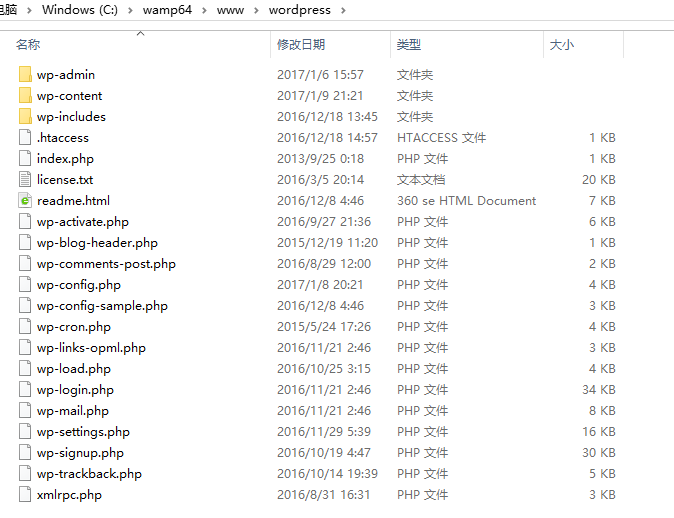 电脑 > Windows (C:) > wamp64 > www > wordpress >
名称 修改日期 类型 大小
wp-admin 2017/1/6 15:57 文件夹
wp-content 2017/1/9 21:21 文件夹
wp-includes 2016/12/18 13:45 文件夹
.htaccess 2016/12/18 14:57 HTACCESS 文件 1 KB
index.php 2013/9/25 0:18 PHP 文件 1 KB
license.txt 2016/3/5 20:14 文本文档 20 KB
readme.html 2016/12/8 4:46 360 se HTML Document 7 KB
wp-activate.php 2016/9/27 21:36 PHP 文件 6 KB
wp-blog-header.php 2015/12/19 11:20 PHP 文件 1 KB
wp-comments-post.php 2016/8/29 12:00 PHP 文件 2 KB
wp-config.php 2017/1/8 20:21 PHP 文件 4 KB
wp-config-sample.php 2016/12/8 4:46 PHP 文件 3 KB
wp-cron.php 2015/5/24 17:26 PHP 文件 4 KB
wp-links-opml.php 2016/11/21 2:46 PHP 文件 3 KB
wp-load.php 2016/10/25 3:15 PHP 文件 4 KB
wp-login.php 2016/11/21 2:46 PHP 文件 34 KB
wp-mail.php 2016/11/21 2:46 PHP 文件 8 KB
wp-settings.php 2016/11/29 5:39 PHP 文件 16 KB
wp-signup.php 2016/10/19 4:47 PHP 文件 30 KB
wp-trackback.php 2016/10/14 19:39 PHP 文件 5 KB
xmlrpc.php 2016/8/31 16:31 PHP 文件 3 KB